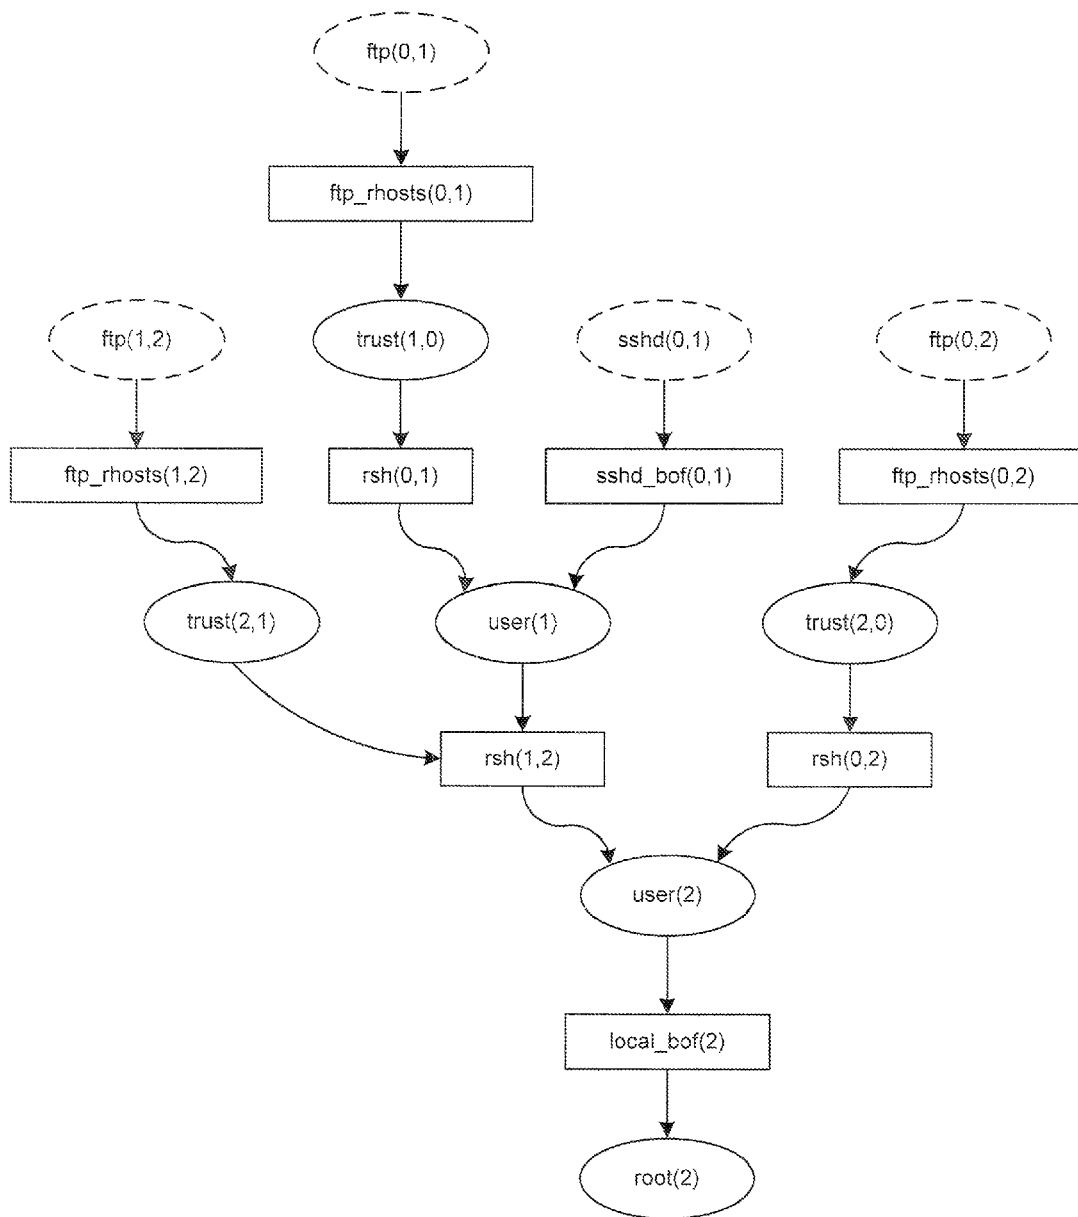 ftp(0,1)
ftp_rhosts(0,1)
ftp(1,2)
trust(1,0)
sshd(0,1)
ftp(0,2)
ftp_rhosts(1,2)
rsh(0,1)
sshd_bof(0,1)
ftp_rhosts(0,2)
trust(2,1)
user(1)
trust(2,0)
rsh(1,2)
rsh(0,2)
user(2)
local_bof(2)
root(2)